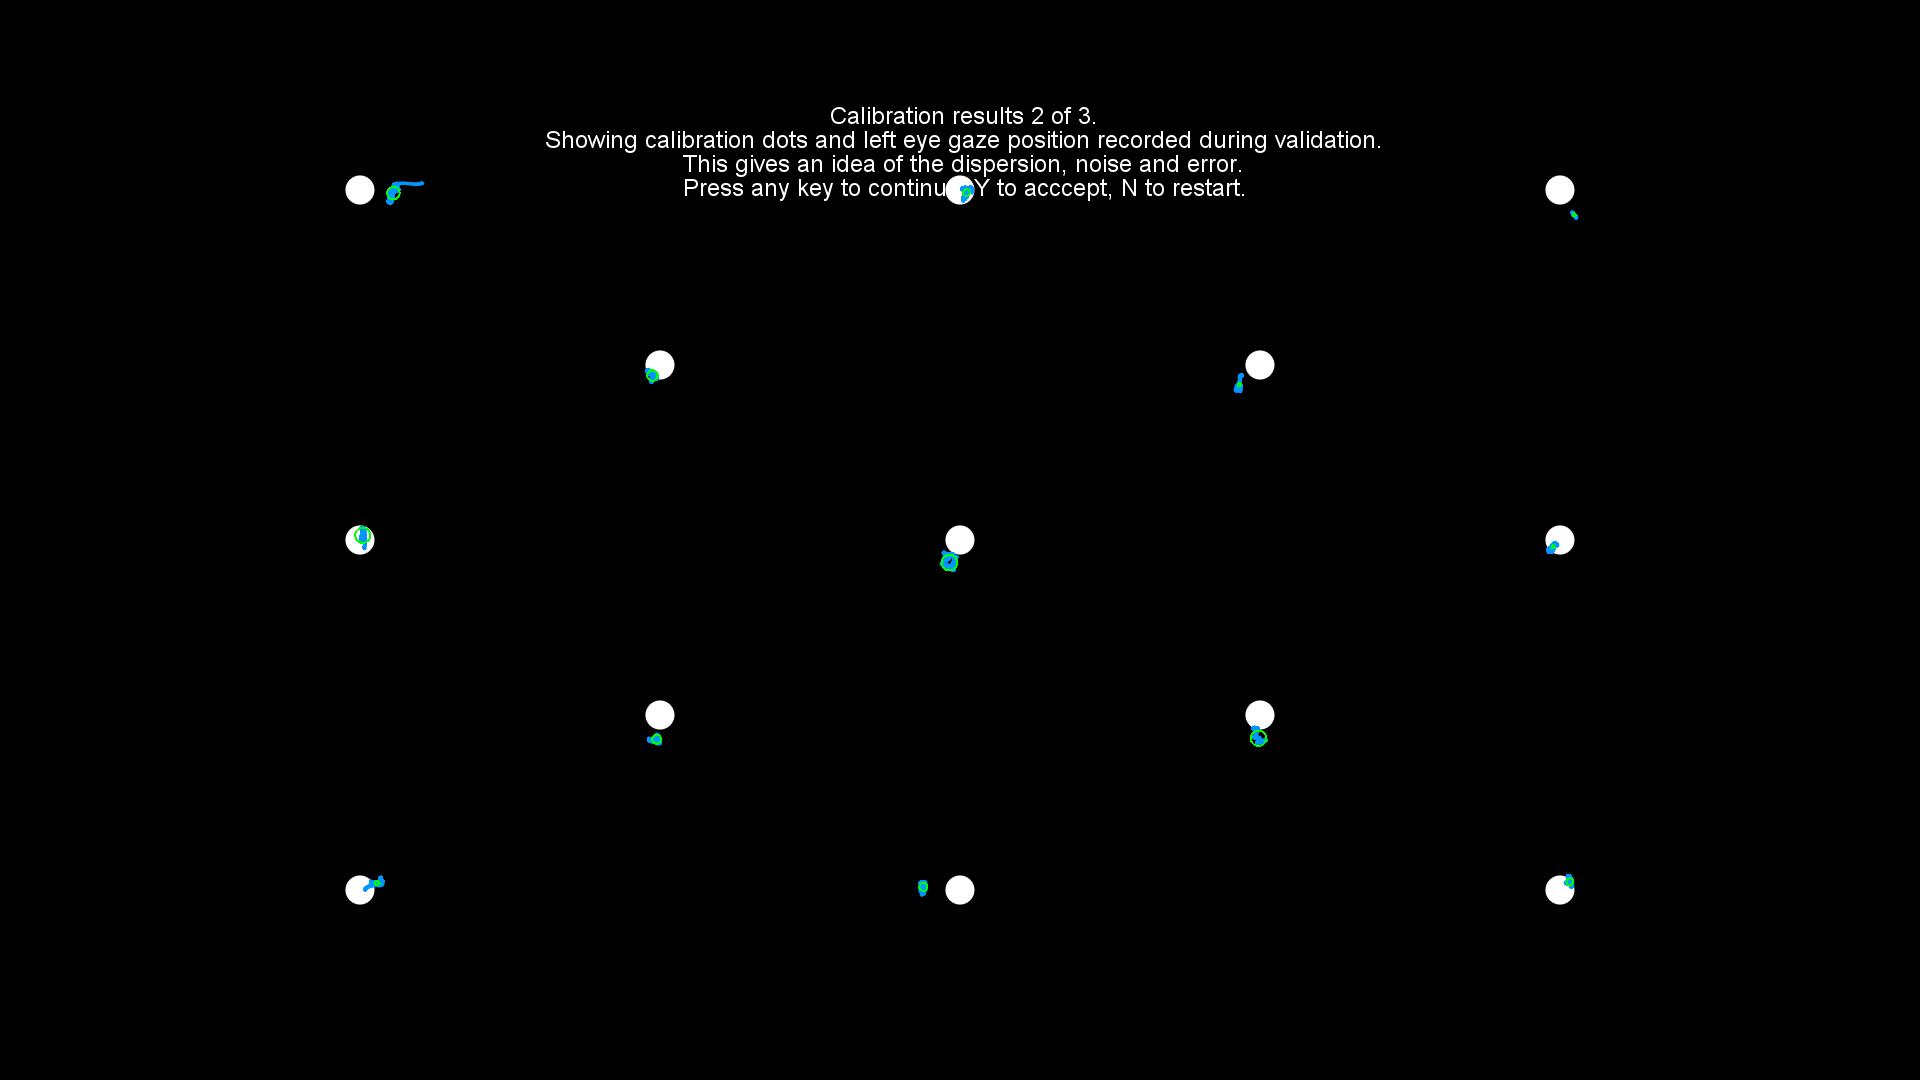 Calibration results 2 of 3.
Showing calibration dots and left eye gaze position recorded during validation.
This gives an idea of the dispersion, noise and error.
Press any key to continu Y to acccept, N to restart.